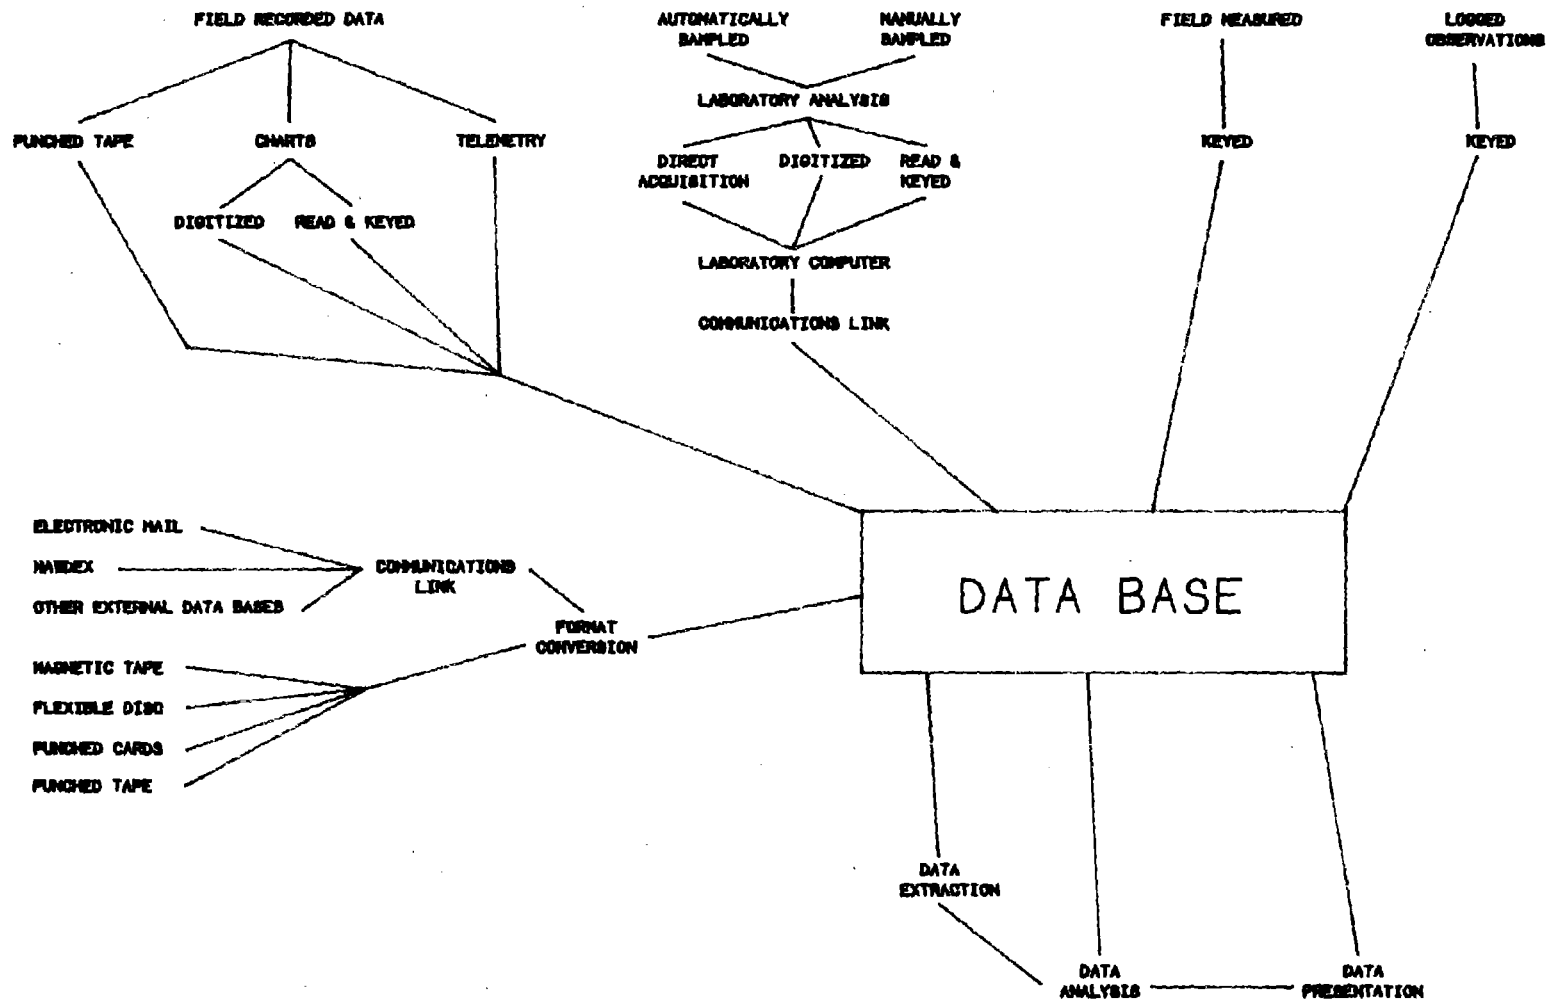 FIELD RECORDED DATA
AUTOMATICALLY
SAMPLED
MANUALLY
SAMPLED
FIELD MEASURED
LOGGED
OBSERVATIONS
LABORATORY ANALYSIS
PUNCHED TAPE
CHARTS
TELEMETRY
DIRECT
ACQUISITION
DIGITIZED
READ &
KEYED
KEYED
KEYED
DIGITIZED
READ & KEYED
LABORATORY COMPUTER
COMMUNICATIONS LINK
ELECTRONIC MAIL
NAWDEX
OTHER EXTERNAL DATA BASES
COMMUNICATIONS
LINK
FORMAT
CONVERSION
DATA BASE
MAGNETIC TAPE
FLEXIBLE DISC
PUNCHED CARDS
PUNCHED TAPE
DATA
EXTRACTION
DATA
ANALYSIS
DATA
PRESENTATION